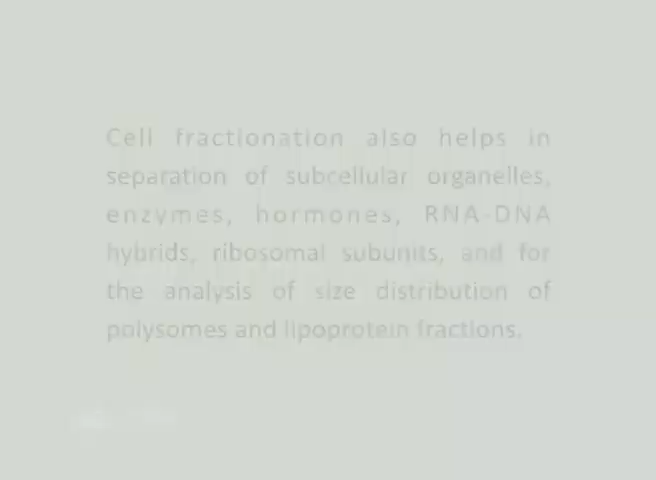 Cell fractionation also helps in
separation of subcellular organelles,
enzymes, hormones, RNA-DNA
hybrids, ribosomal subunits, and for
the analysis of size distribution of
polysomes and lipoprotein fractions.